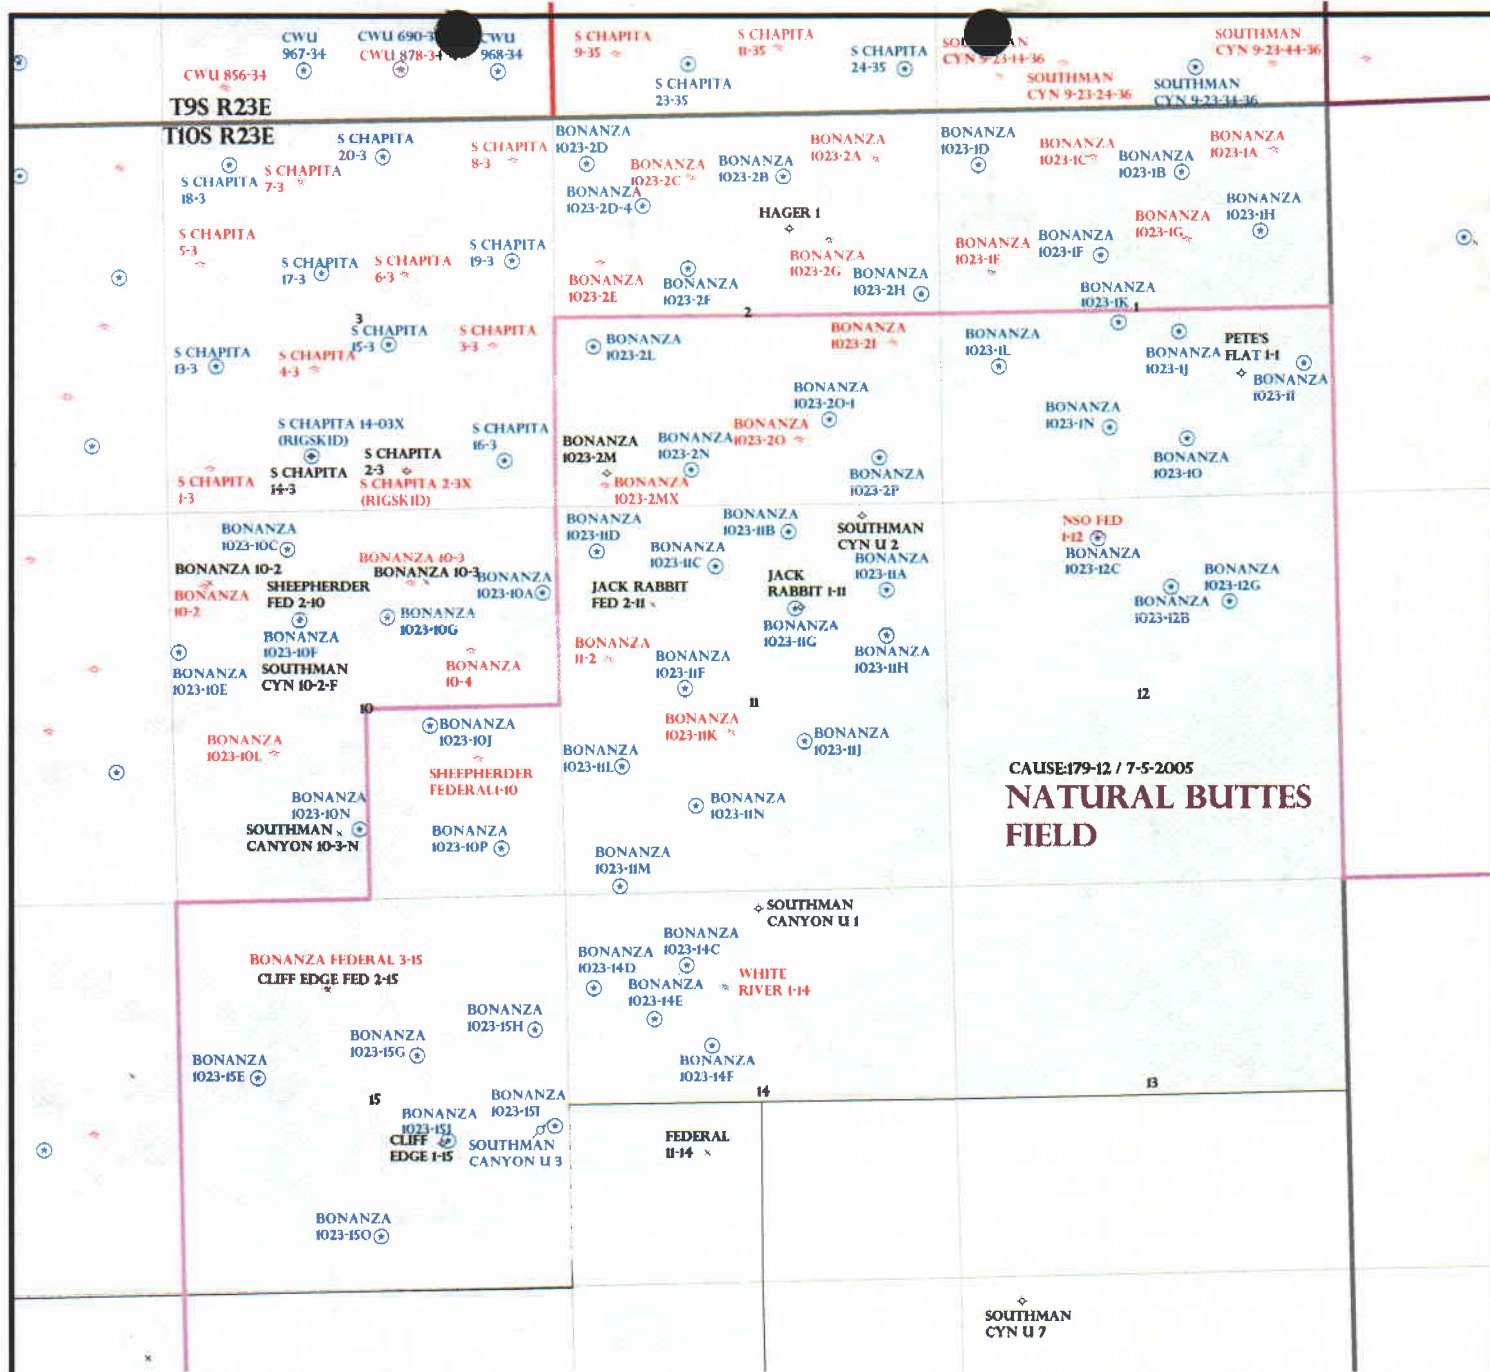 CWU
967-34
CWU 690-3
CWU 878-34
CWU
968-34
CWU 856-34
S CHAPITA
9-35
S CHAPITA
23-35
S CHAPITA
11-35
S CHAPITA
24-35
CYN 9-23-14-36
SOUTHMAN
CYN 9-23-24-36
SOUTHMAN
CYN 9-23-34-36
SOUTHMAN
CYN 9-23-44-36
T9S R23E
T10S R23E
S CHAPITA
18-3
S CHAPITA
7-3
S CHAPITA
20-3
S CHAPITA
8-3
S CHAPITA
5-3
S CHAPITA
17-3
S CHAPITA
6-3
S CHAPITA
19-3
3
S CHAPITA
13-3
S CHAPITA
4-3
S CHAPITA
15-3
S CHAPITA
3-3
S CHAPITA 14-03X
(RIGSKID)
S CHAPITA
14-3
S CHAPITA
2-3
S CHAPITA 2-3X
(RIGSKID)
S CHAPITA
16-3
S CHAPITA
1-3
BONANZA
1023-2D
BONANZA
1023-2C
BONANZA
1023-2B
BONANZA
1023-2A
BONANZA
1023-2D-4
HAGER 1
BONANZA
1023-2E
BONANZA
1023-2F
BONANZA
1023-2G
BONANZA
1023-2H
2
BONANZA
1023-2L
BONANZA
1023-2I
BONANZA
1023-2O-1
BONANZA
1023-2O
BONANZA
1023-2M
BONANZA
1023-2MX
BONANZA
1023-2N
BONANZA
1023-2P
BONANZA
1023-1D
BONANZA
1023-1C
BONANZA
1023-1B
BONANZA
1023-1A
BONANZA
1023-1E
BONANZA
1023-1F
BONANZA
1023-1G
BONANZA
1023-1H
BONANZA
1023-1K
1
BONANZA
1023-1L
BONANZA
1023-1J
PETE'S
FLAT 1-1
BONANZA
1023-1I
BONANZA
1023-1N
BONANZA
1023-1O
BONANZA
1023-10C
BONANZA 10-2
BONANZA
10-2
SHEEPHERDER
FED 2-10
BONANZA 10-3
BONANZA 10-3
BONANZA
1023-10A
BONANZA
1023-10G
BONANZA
1023-10F
BONANZA
1023-10E
SOUTHMAN
CYN 10-2-F
BONANZA
10-4
10
BONANZA
1023-10L
BONANZA
1023-10J
SHEEPHERDER
FEDERAL1-10
BONANZA
1023-10N
SOUTHMAN
CANYON 10-3-N
BONANZA
1023-10P
BONANZA
1023-11D
BONANZA
1023-11C
BONANZA
1023-11B
SOUTHMAN
CYN U 2
BONANZA
1023-11A
JACK RABBIT
FED 2-11
JACK
RABBIT 1-11
BONANZA
1023-11G
BONANZA
1023-11H
BONANZA
11-2
BONANZA
1023-11F
11
BONANZA
1023-11K
BONANZA
1023-11J
BONANZA
1023-11L
BONANZA
1023-11N
BONANZA
1023-11M
NSO FED
1-12
BONANZA
1023-12C
BONANZA
1023-12B
BONANZA
1023-12G
12
CAUSE:179-12 / 7-5-2005
NATURAL BUTTES
FIELD
BONANZA FEDERAL 3-15
CLIFF EDGE FED 2-15
BONANZA
1023-15H
BONANZA
1023-15G
BONANZA
1023-15E
15
BONANZA
1023-15J
CLIFF
EDGE 1-15
BONANZA
1023-15I
SOUTHMAN
CANYON U 3
BONANZA
1023-15O
SOUTHMAN
CANYON U 1
BONANZA
1023-14D
BONANZA
1023-14C
BONANZA
1023-14E
WHITE
RIVER 1-14
BONANZA
1023-14F
14
FEDERAL
11-14
13
SOUTHMAN
CYN U 7